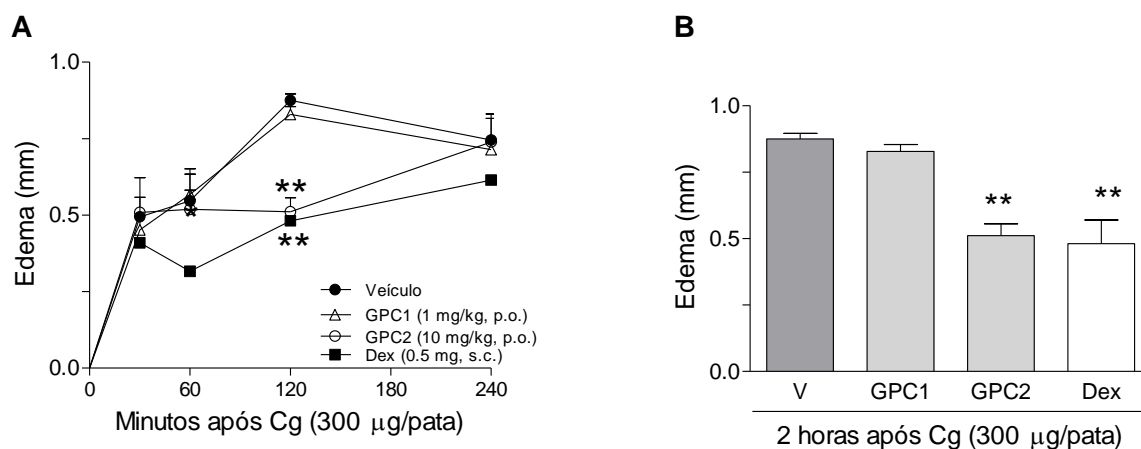 A
Edema (mm)
1.0
0.5
0.0
**
**
*
Veículo
GPC1 (1 mg/kg, p.o.)
GPC2 (10 mg/kg, p.o.)
Dex (0.5 mg, s.c.)
0 60 120 180 240
Minutos após Cg (300 μg/pata)
B
Edema (mm)
1.0
0.5
0.0
**
**
V GPC1 GPC2 Dex
2 horas após Cg (300 μg/pata)